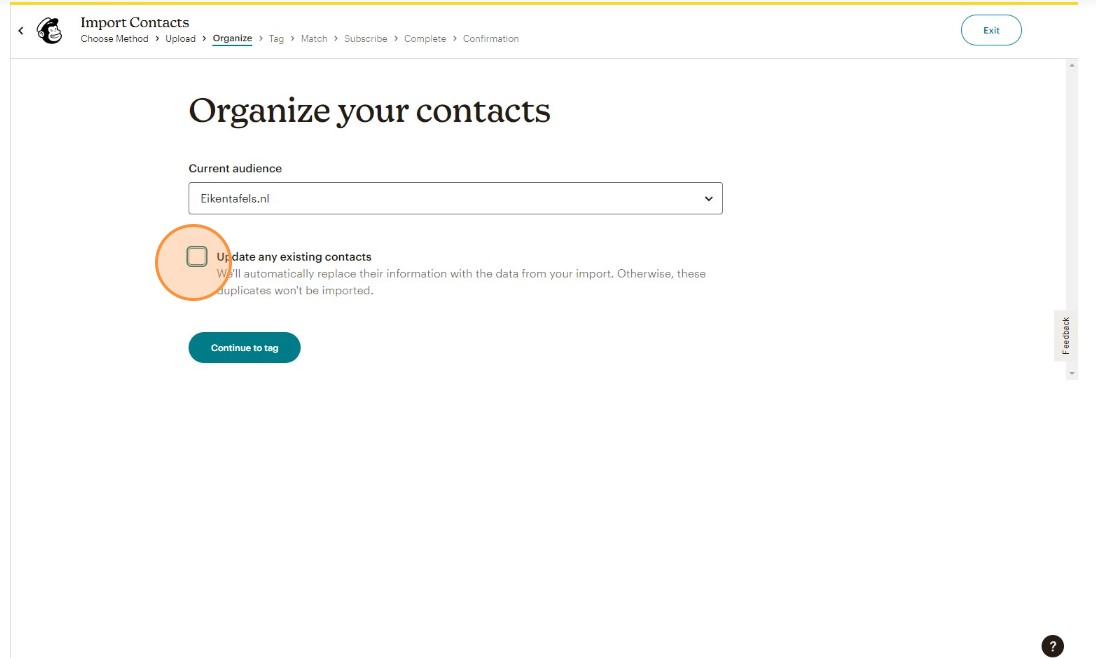 Import Contacts
Choose Method > Upload > Organize > Tag > Match > Subscribe > Complete > Confirmation
Exit
Organize your contacts
Current audience
Eikentafels.nl
Update any existing contacts
We'll automatically replace their information with the data from your import. Otherwise, these
duplicates won't be imported.
Continue to tag
Feedback
?